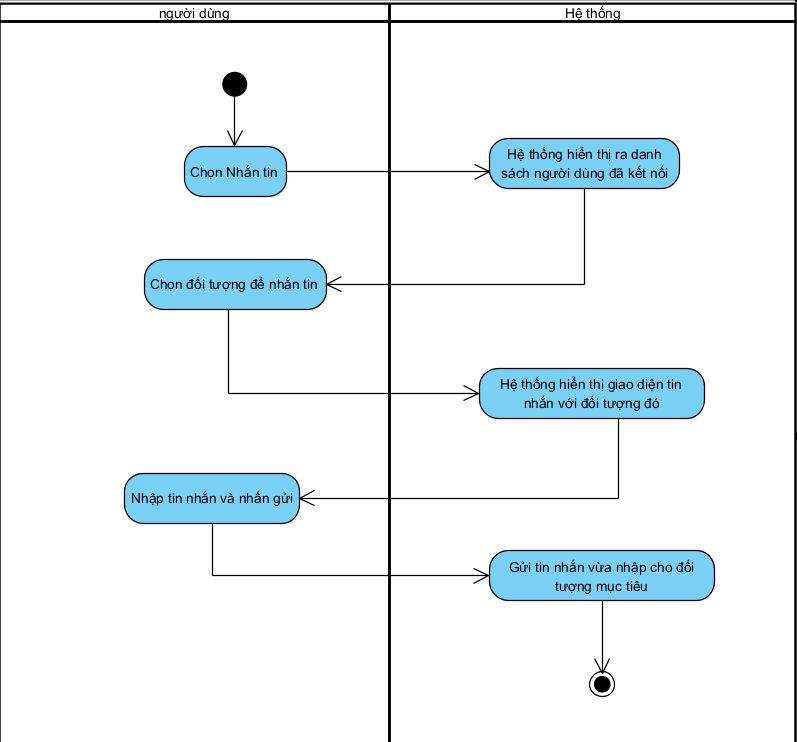 người dùng
Hệ thống
Chọn Nhắn tin
Hệ thống hiển thị ra danh
sách người dùng đã kết nối
Chọn đối tượng để nhắn tin
Hệ thống hiển thị giao diện tin
nhắn với đối tượng đó
Nhập tin nhắn và nhấn gửi
Gửi tin nhắn vừa nhập cho đối
tượng mục tiêu